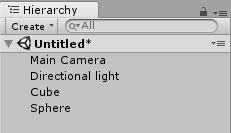 Hierarchy
Create All
Untitled*
Main Camera
Directional light
Cube
Sphere